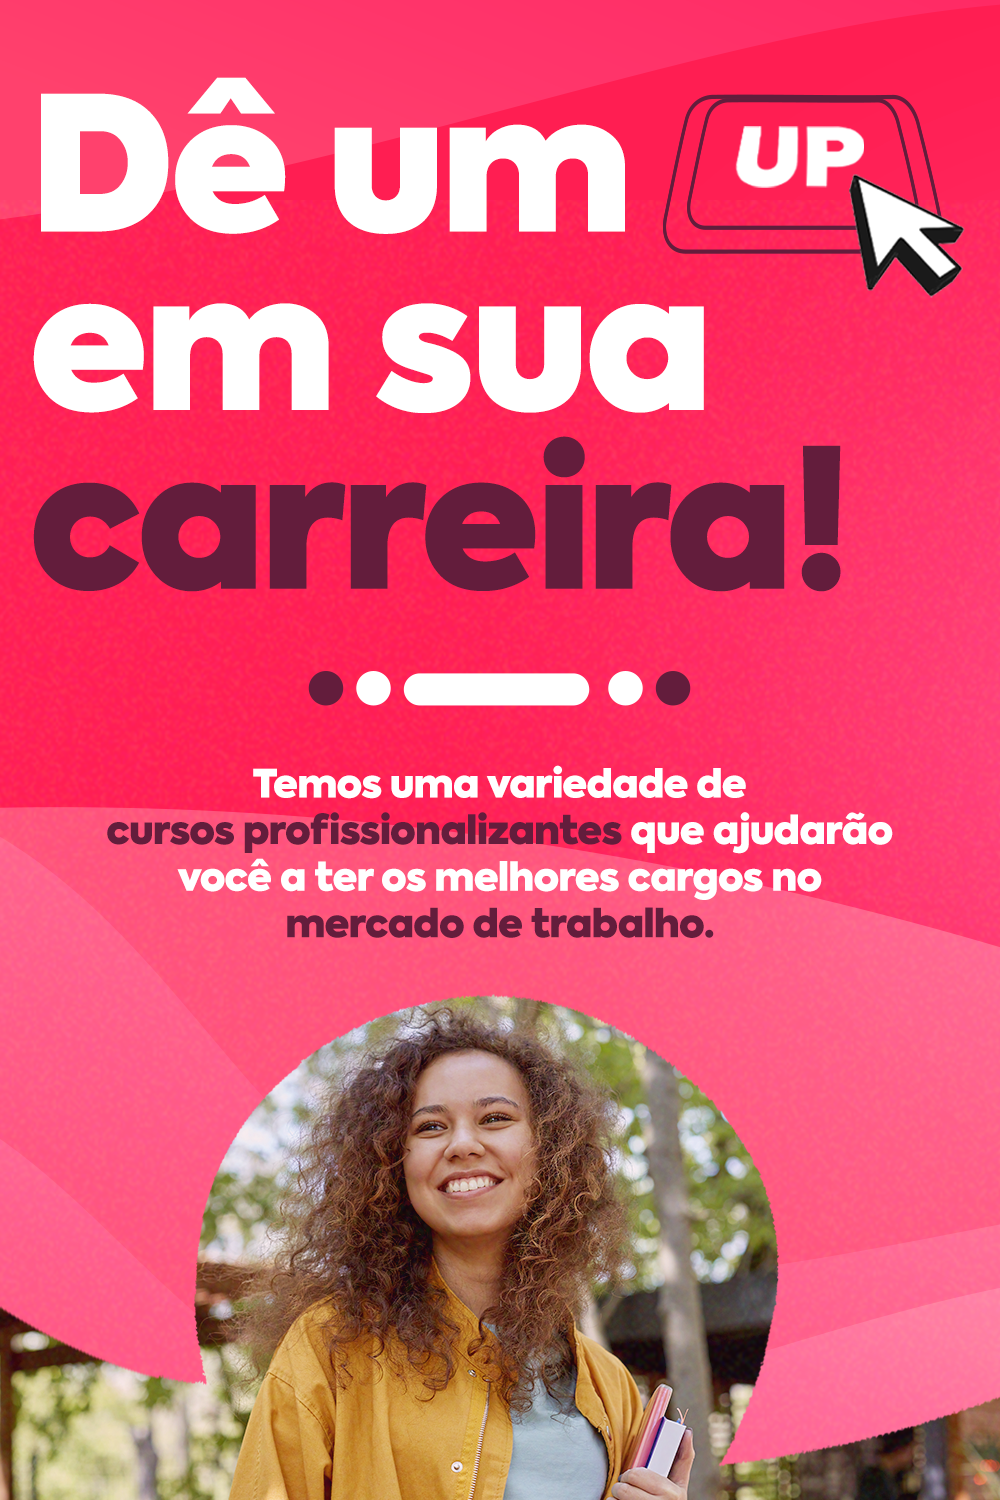 Dê um UP
em sua
carreira!
Temos uma variedade de
cursos profissionalizantes que ajudarão
você a ter os melhores cargos no
mercado de trabalho.